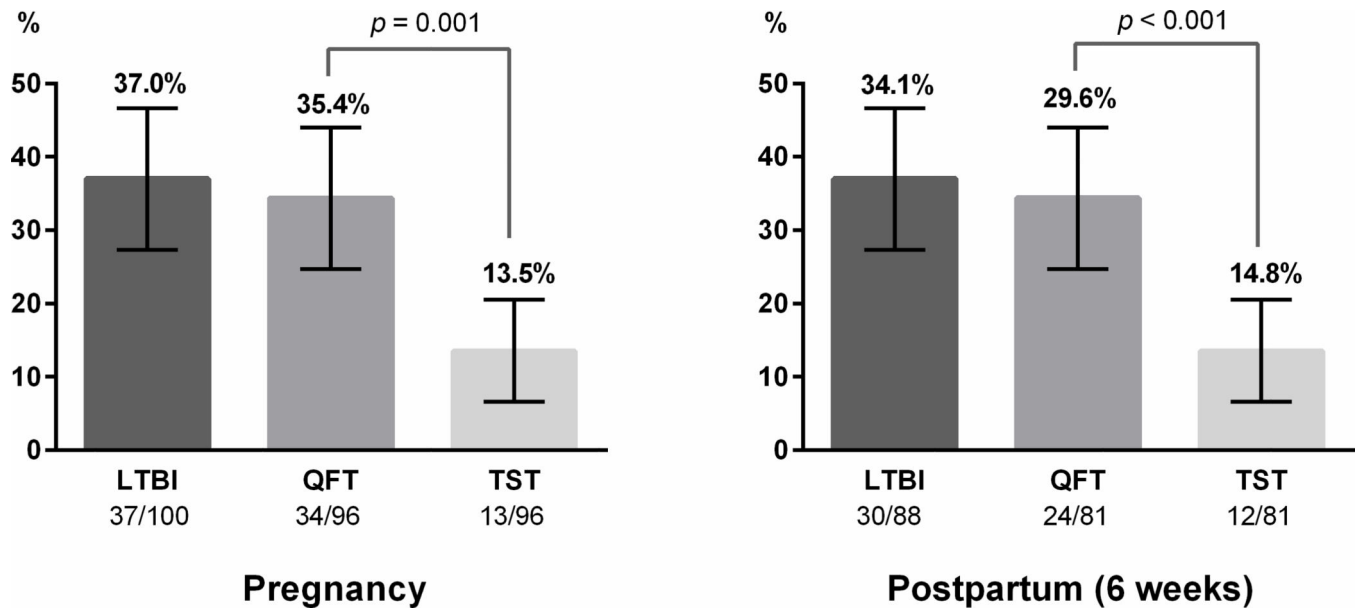 %
p = 0.001
50
40
30
20
10
0
37.0%
35.4%
13.5%
LTBI
QFT
TST
37/100
34/96
13/96
Pregnancy
%
p < 0.001
50
40
30
20
10
0
34.1%
29.6%
14.8%
LTBI
QFT
TST
30/88
24/81
12/81
Postpartum (6 weeks)